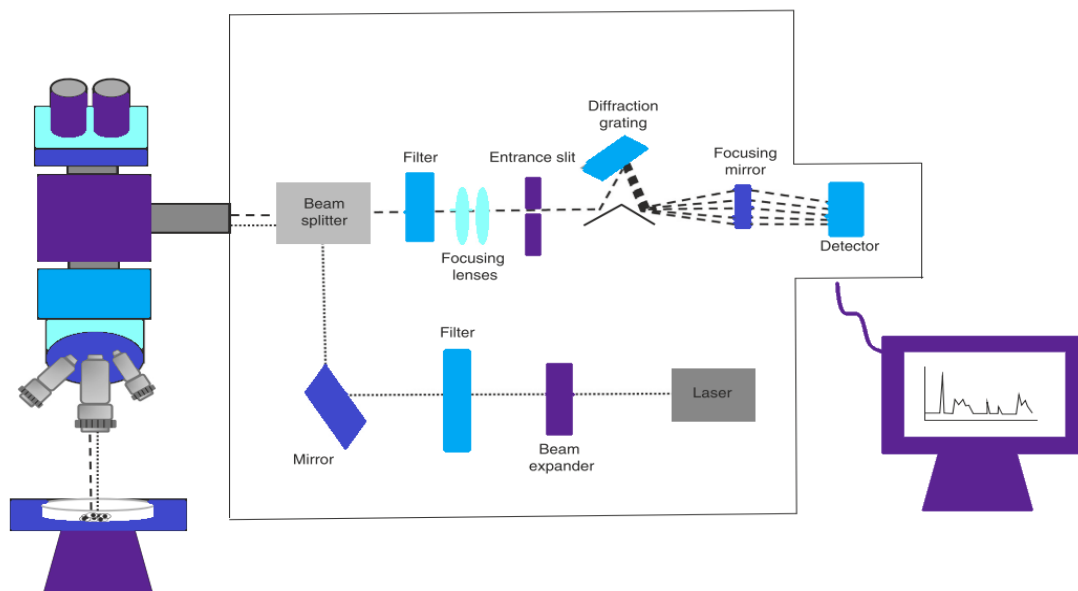 Diffraction
grating
Filter
Entrance slit
Focusing
mirror
Beam
splitter
Focusing
lenses
Detector
Filter
Laser
Mirror
Beam
expander